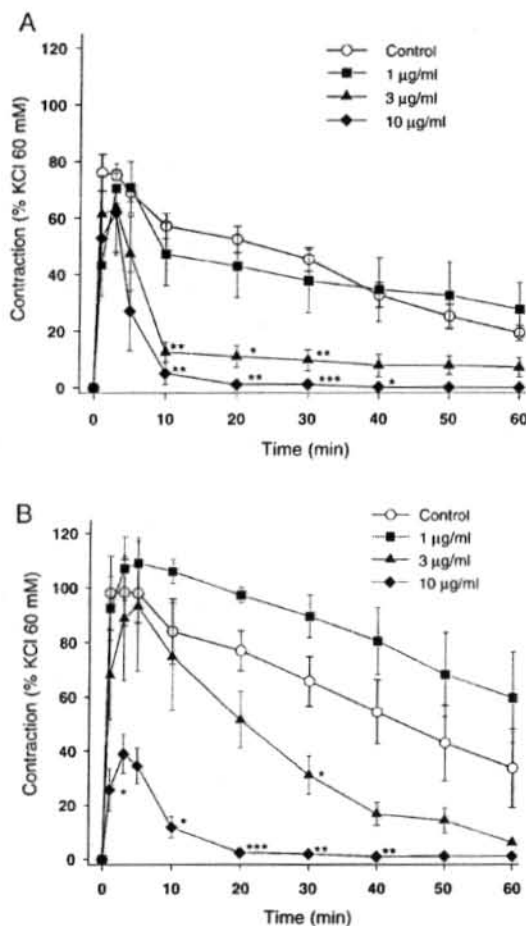 A
120
100
80
60
40
20
0
Contraction (% KCl 60 mM)
Control
1 µg/ml
3 µg/ml
10 µg/ml
** * **
** ** *** *
0 10 20 30 40 50 60
Time (min)
B
120
100
80
60
40
20
0
Contraction (% KCl 60 mM)
Control
1 µg/ml
3 µg/ml
10 µg/ml
*
* * *** ** **
0 10 20 30 40 50 60
Time (min)